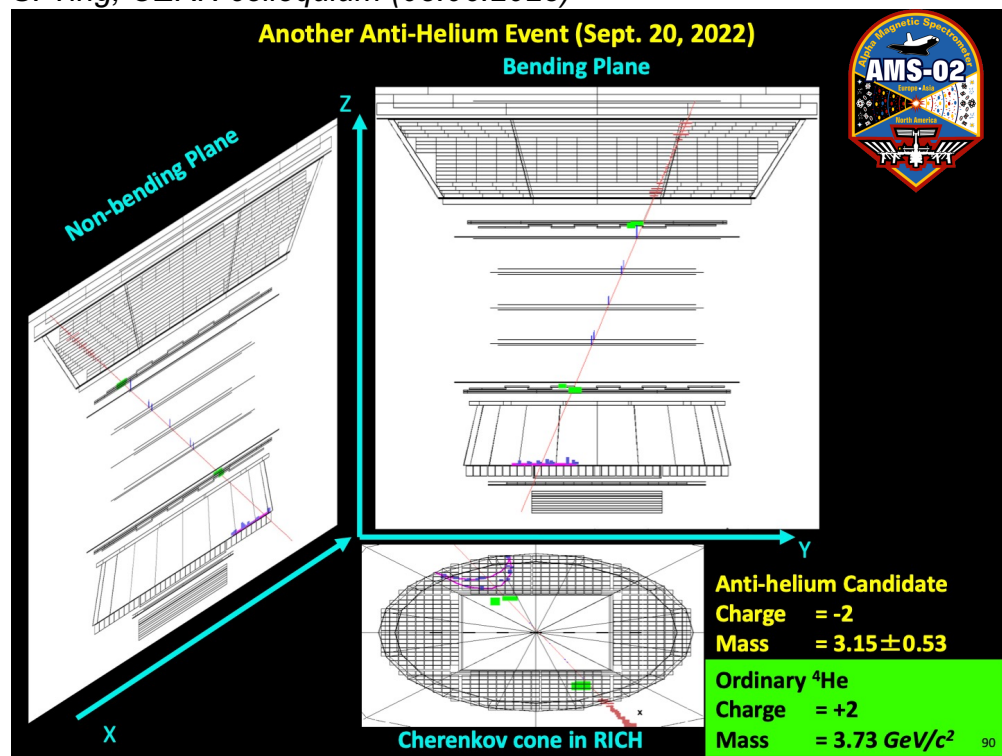 Another Anti-Helium Event (Sept. 20, 2022)
Bending Plane
Alpha Magnetic Spectrometer
AMS-02
Europe • Asia
North America
Z
Non-bending Plane
Y
X
x
Cherenkov cone in RICH
Anti-helium Candidate
Charge = -2
Mass = 3.15±0.53
Ordinary ⁴He
Charge = +2
Mass = 3.73 GeV/c²
90